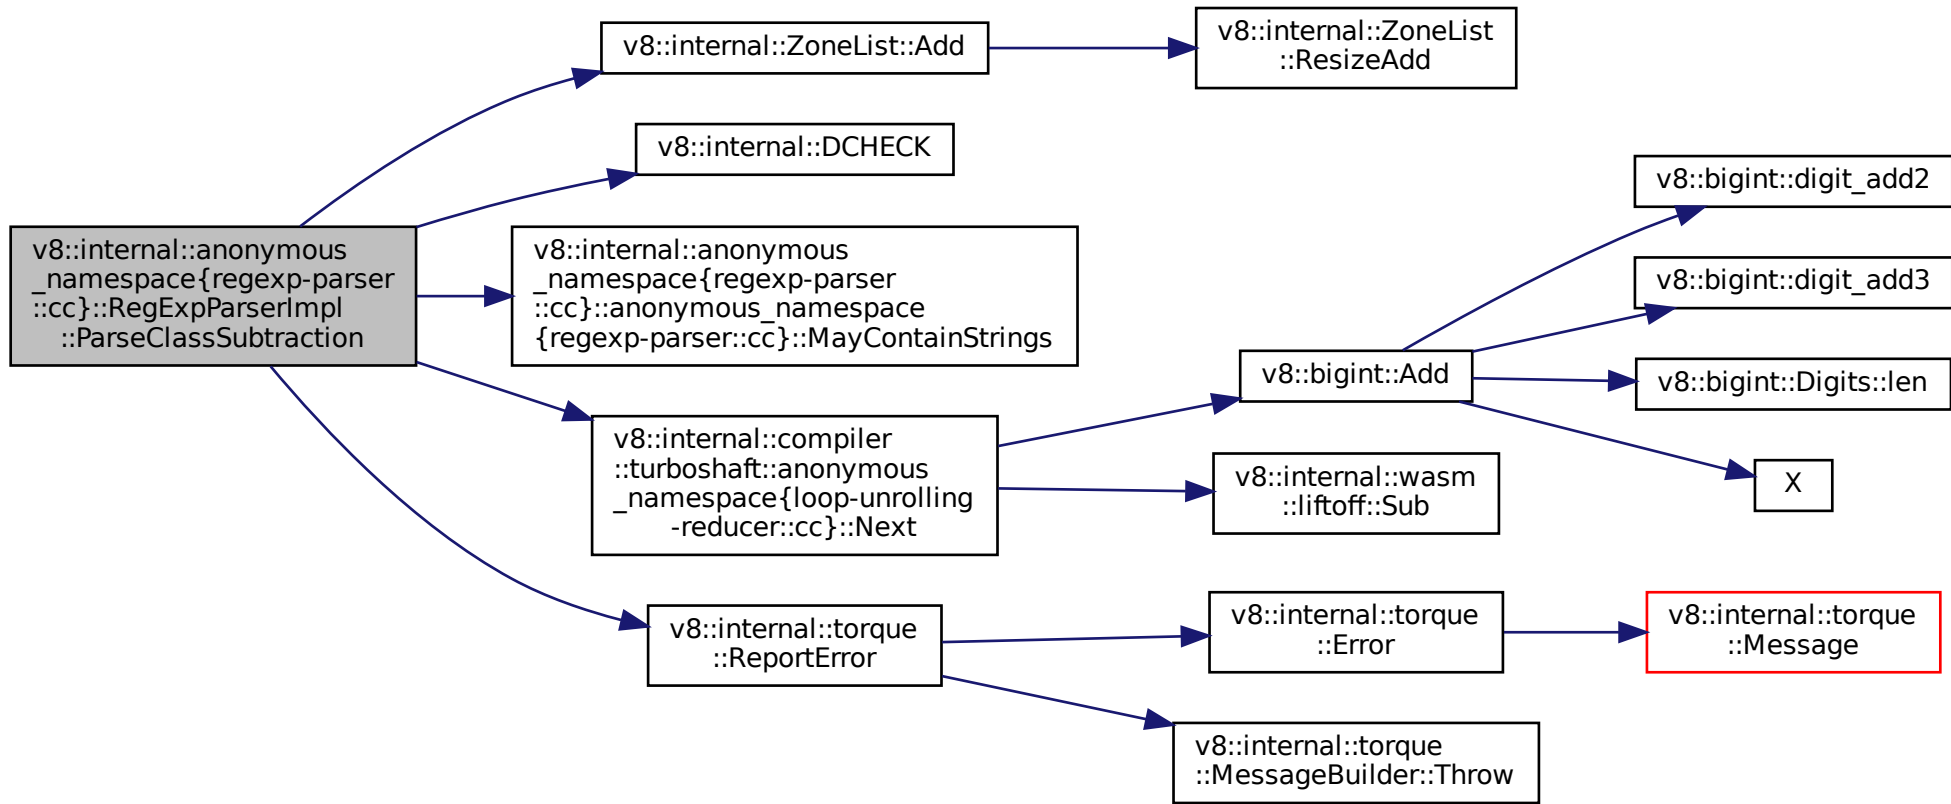 v8::internal::anonymous
_namespace{regexp-parser
::cc}::RegExpParserImpl
::ParseClassSubtraction
v8::internal::ZoneList::Add
v8::internal::ZoneList
::ResizeAdd
v8::internal::DCHECK
v8::internal::anonymous
_namespace{regexp-parser
::cc}::anonymous_namespace
{regexp-parser::cc}::MayContainStrings
v8::internal::compiler
::turboshaft::anonymous
_namespace{loop-unrolling
-reducer::cc}::Next
v8::bigint::Add
v8::bigint::digit_add2
v8::bigint::digit_add3
v8::bigint::Digits::len
X
v8::internal::wasm
::liftoff::Sub
v8::internal::torque
::ReportError
v8::internal::torque
::Error
v8::internal::torque
::Message
v8::internal::torque
::MessageBuilder::Throw